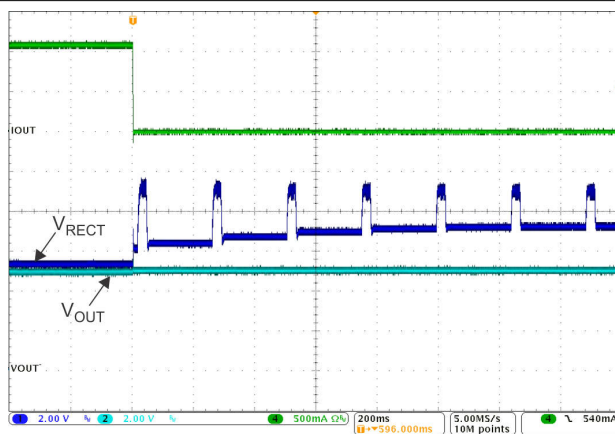 T
IOUT
VRECT
VOUT
VOUT
1 2.00 V 2 2.00 V 4 500mA Ω 200ms 5.00MS/s 4 540mA
T 596.000ms 10M points